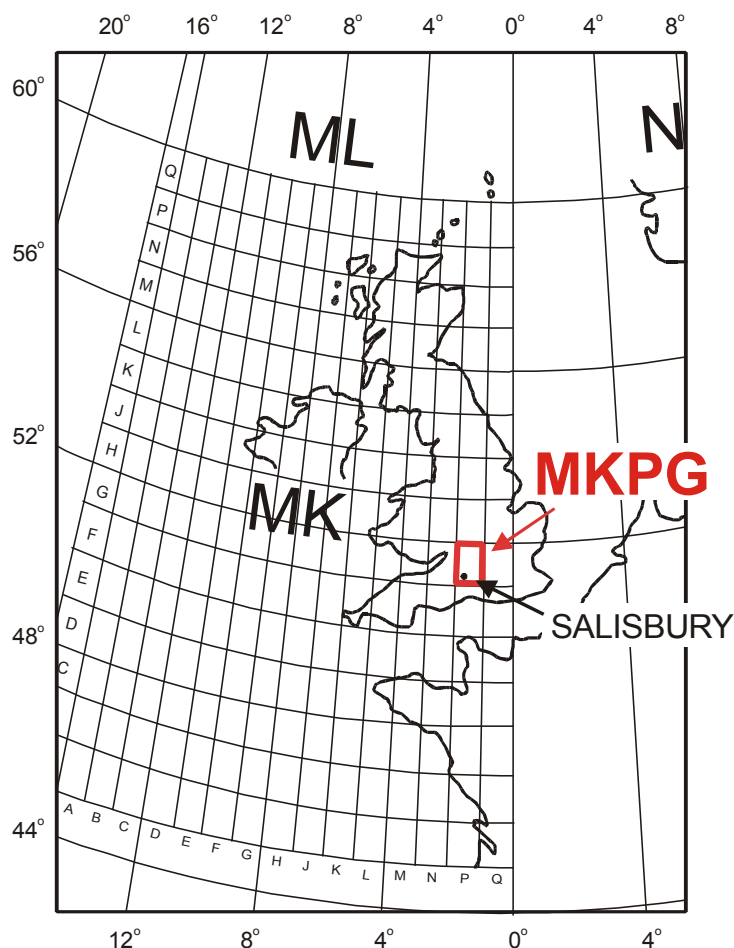 20° 16° 12° 8° 4° 0° 4° 8°
60°
ML
N
Q
P
56°
N
M
L
K
J
52°
H
MKPG
G
MK
F
E
SALISBURY
48°
D
C
44°
A B C D E F G H J K L M N P Q
12° 8° 4° 0° 4°